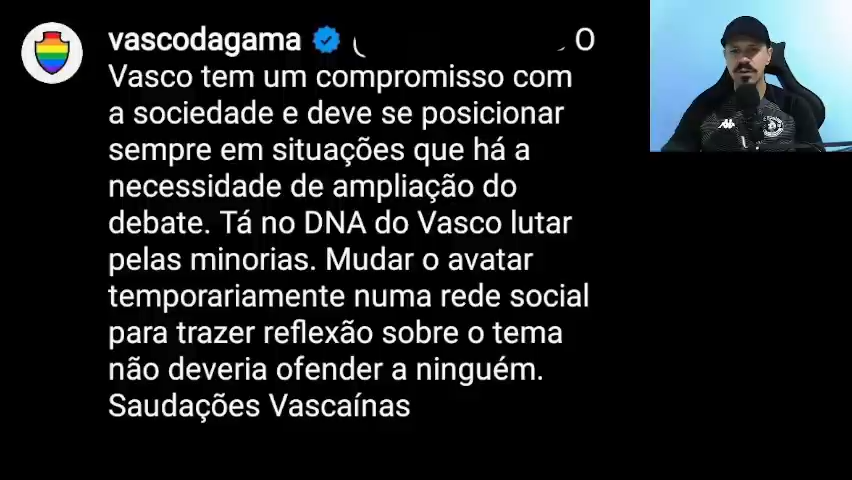 vascodagama O
Vasco tem um compromisso com
a sociedade e deve se posicionar
sempre em situações que há a
necessidade de ampliação do
debate. Tá no DNA do Vasco lutar
pelas minorias. Mudar o avatar
temporariamente numa rede social
para trazer reflexão sobre o tema
não deveria ofender a ninguém.
Saudações Vascaínas